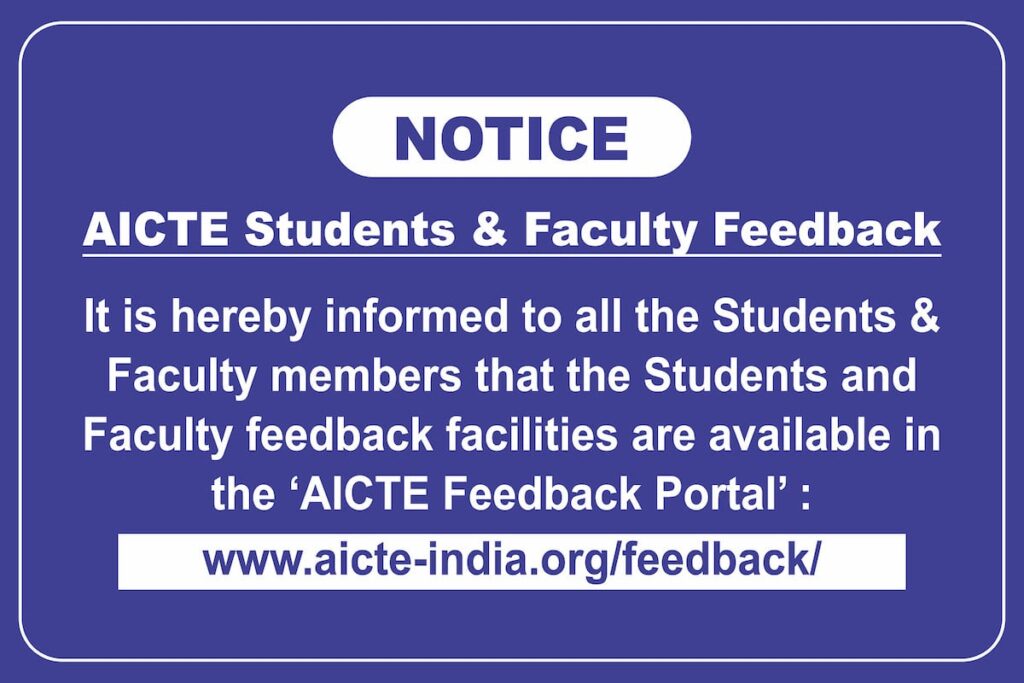 NOTICE
AICTE Students & Faculty Feedback
It is hereby informed to all the Students &
Faculty members that the Students and
Faculty feedback facilities are available in
the ‘AICTE Feedback Portal’ :
www.aicte-india.org/feedback/